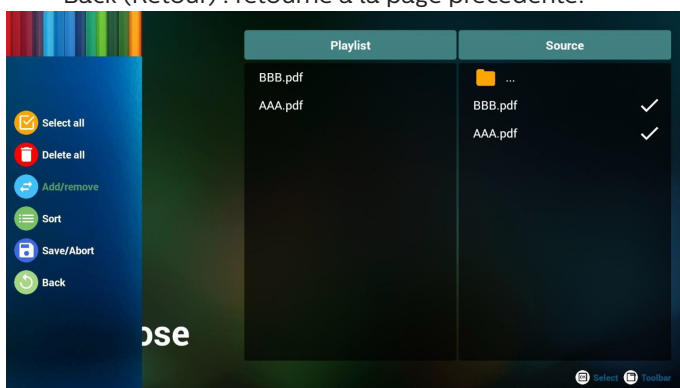 Back (Retour) : retourne à la page précédente.
Playlist
Source
BBB.pdf
AAA.pdf
...
BBB.pdf
AAA.pdf
Select all
Delete all
Add/remove
Sort
Save/Abort
Back
ose
OK Select Toolbar